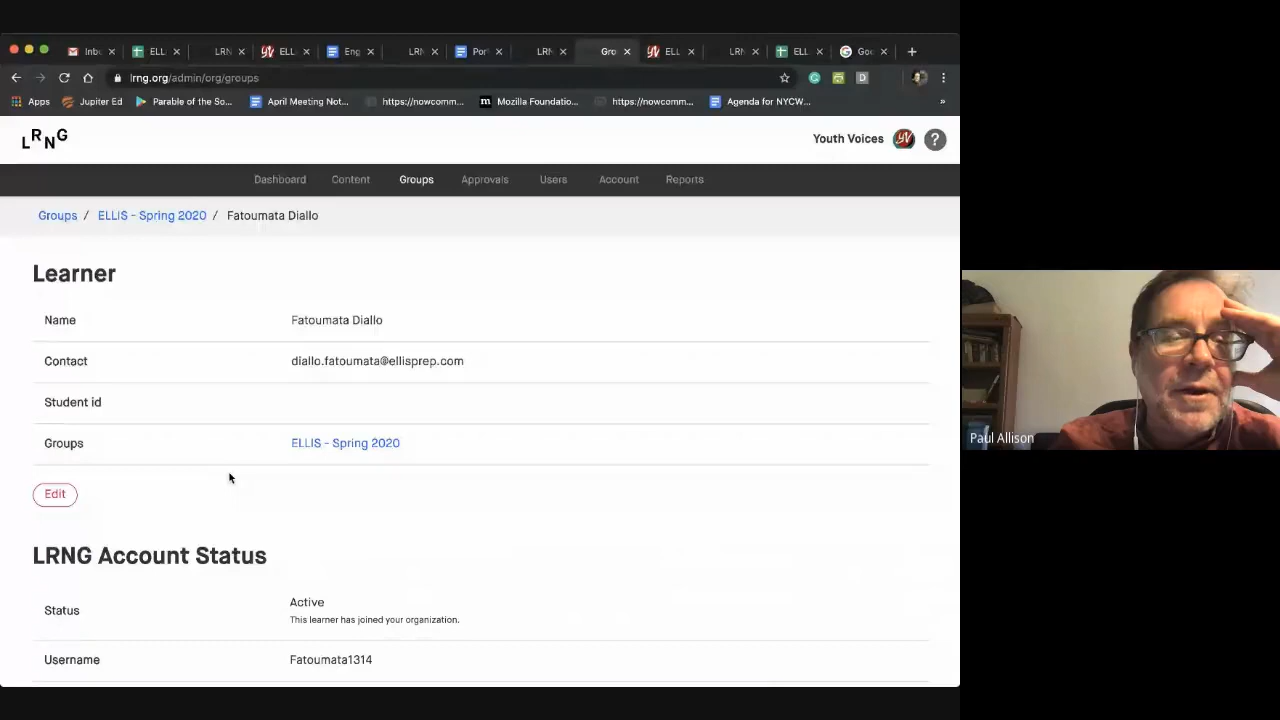 Inb
ELL
LRN
ELL
Eng
LRN
Por
LRN
Gro
ELL
LRN
ELL
Goo
lrng.org/admin/org/groups
Apps
Jupiter Ed
Parable of the So...
April Meeting Not...
https://nowcomm...
Mozilla Foundatio...
https://nowcomm...
Agenda for NYCW...
LRNG
Youth Voices
?
Dashboard Content Groups Approvals Users Account Reports
Groups / ELLIS - Spring 2020 / Fatoumata Diallo
Learner
Name Fatoumata Diallo
Contact diallo.fatoumata@ellisprep.com
Student id
Groups ELLIS - Spring 2020
Edit
LRNG Account Status
Status Active
This learner has joined your organization.
Username Fatoumata1314
Paul Allison